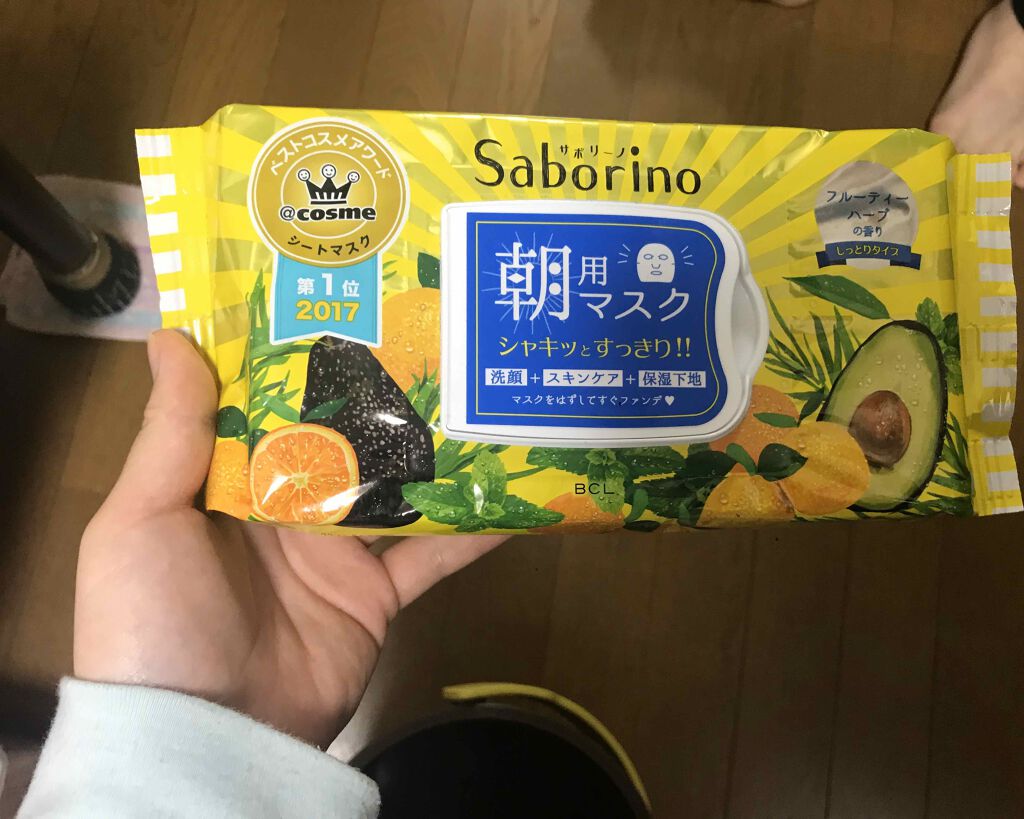 ベストコスメアワード
@cosme
シートマスク
第1位
2017
サボリーノ
Saborino
朝用マスク
シャキッとすっきり!!
洗顔+スキンケア+保湿下地
マスクをはずしてすぐファンデ♥
フルーティー
ハーブ
の香り
しっとりタイプ
BCL